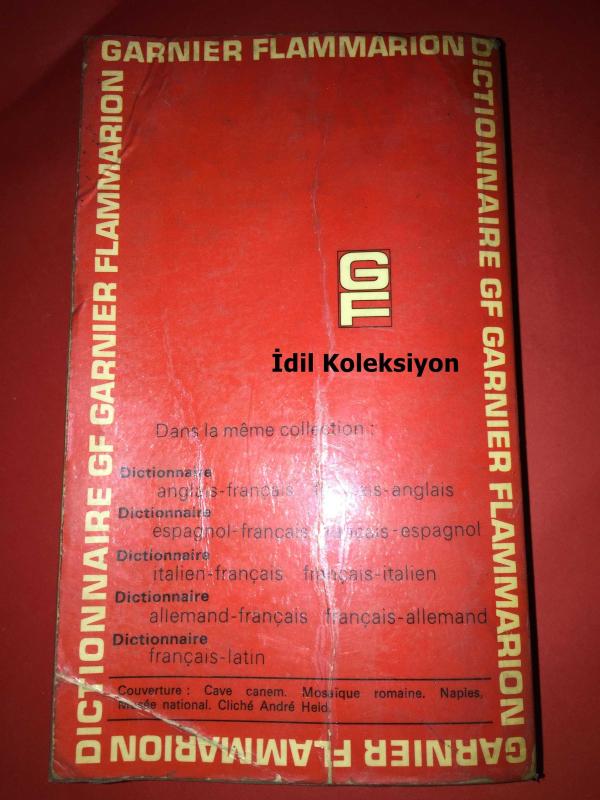 GARNIER FLAMMARION
DICTIONNAIRE GF GARNIER FLAMMARION
DICTIONNAIRE GF GARNIER FLAMMARION
GF
İdil Koleksiyon
Dans la même collection :
Dictionnaire
anglais-français français-anglais
Dictionnaire
espagnol-français français-espagnol
Dictionnaire
italien-français français-italien
Dictionnaire
allemand-français français-allemand
Dictionnaire
français-latin
Couverture : Cave canem. Mosaïque romaine. Naples,
Musée national. Cliché André Held.
GARNIER FLAMMARION